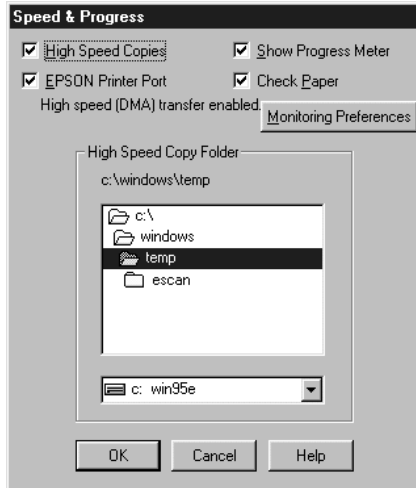 Speed & Progress
High Speed Copies
Show Progress Meter
EPSON Printer Port
Check Paper
High speed (DMA) transfer enabled.
Monitoring Preferences
High Speed Copy Folder
c:\windows\temp
c:\
windows
temp
escan
c: win95e
OK Cancel Help